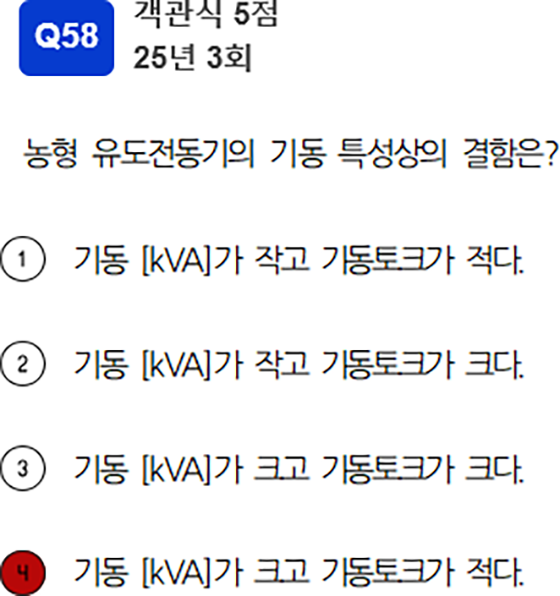 Q58
객관식 5점
25년 3회
농형 유도전동기의 기동 특성상의 결함은?
1 기동 [kVA]가 작고 기동토크가 적다.
2 기동 [kVA]가 작고 기동토크가 크다.
3 기동 [kVA]가 크고 기동토크가 크다.
4 기동 [kVA]가 크고 기동토크가 적다.